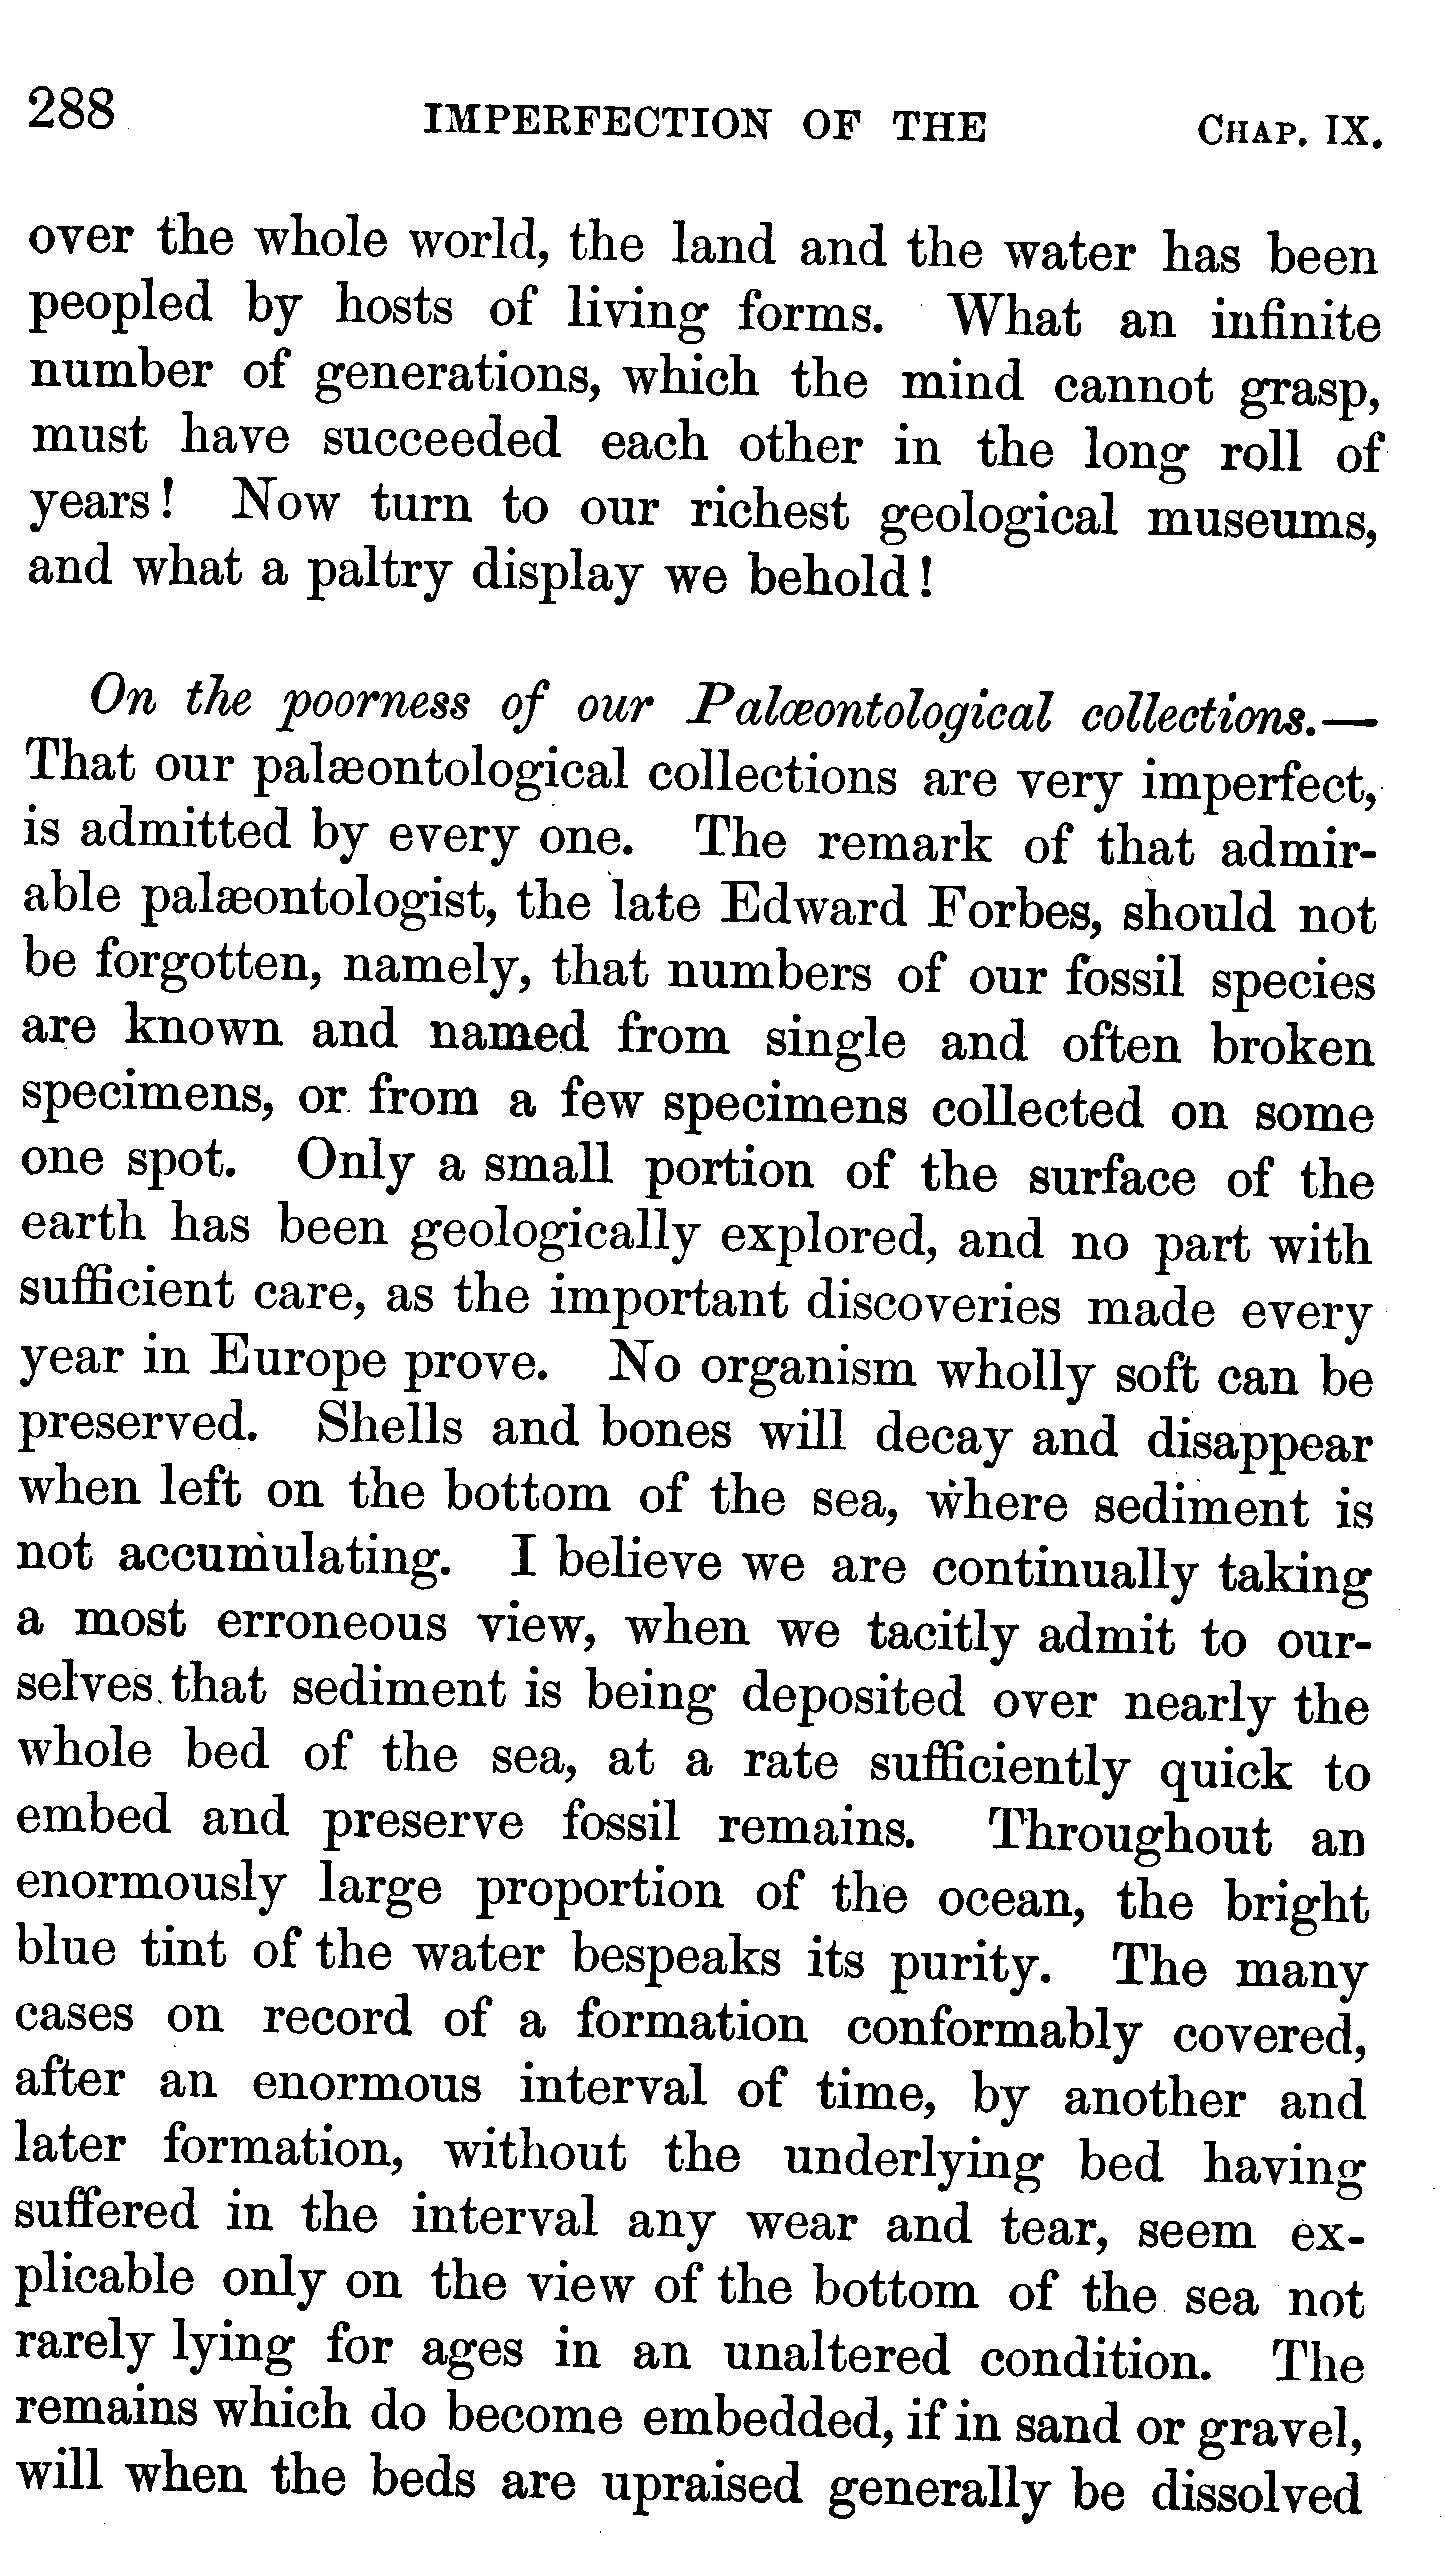 288 IMPERFECTION OF THE CHAP. IX.
over the whole world, the land and the water has been
peopled by hosts of living forms. What an infinite
number of generations, which the mind cannot grasp,
must have succeeded each other in the long roll of
years! Now turn to our richest geological museums,
and what a paltry display we behold!
On the poorness of our Palæontological collections.—
That our palæontological collections are very imperfect,
is admitted by every one. The remark of that admir-
able palæontologist, the late Edward Forbes, should not
be forgotten, namely, that numbers of our fossil species
are known and named from single and often broken
specimens, or from a few specimens collected on some
one spot. Only a small portion of the surface of the
earth has been geologically explored, and no part with
sufficient care, as the important discoveries made every
year in Europe prove. No organism wholly soft can be
preserved. Shells and bones will decay and disappear
when left on the bottom of the sea, where sediment is
not accumulating. I believe we are continually taking
a most erroneous view, when we tacitly admit to our-
selves that sediment is being deposited over nearly the
whole bed of the sea, at a rate sufficiently quick to
embed and preserve fossil remains. Throughout an
enormously large proportion of the ocean, the bright
blue tint of the water bespeaks its purity. The many
cases on record of a formation conformably covered,
after an enormous interval of time, by another and
later formation, without the underlying bed having
suffered in the interval any wear and tear, seem ex-
plicable only on the view of the bottom of the sea not
rarely lying for ages in an unaltered condition. The
remains which do become embedded, if in sand or gravel,
will when the beds are upraised generally be dissolved